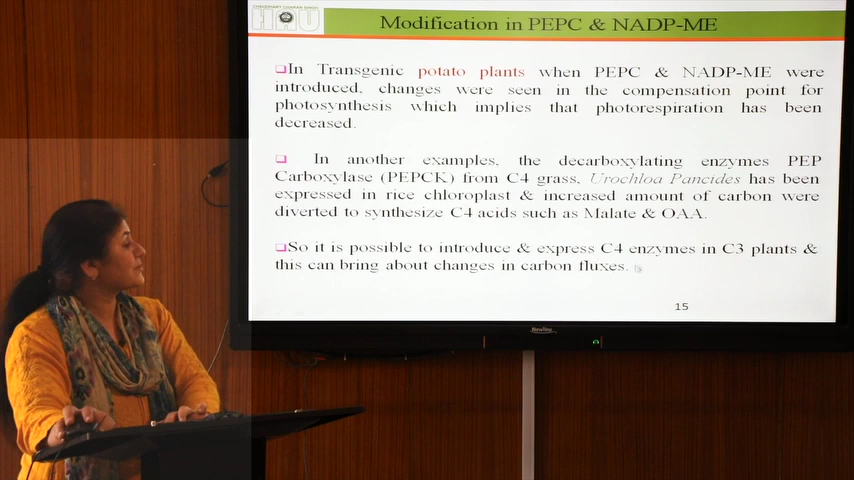 CHAUDHARY CHARAN SINGH
HAU
Modification in PEPC & NADP-ME
In Transgenic potato plants when PEPC & NADP-ME were
introduced, changes were seen in the compensation point for
photosynthesis which implies that photorespiration has been
decreased.
In another examples, the decarboxylating enzymes PEP
Carboxylase (PEPCK) from C4 grass, Urochloa Pancides has been
expressed in rice chloroplast & increased amount of carbon were
diverted to synthesize C4 acids such as Malate & OAA.
So it is possible to introduce & express C4 enzymes in C3 plants &
this can bring about changes in carbon fluxes.
15